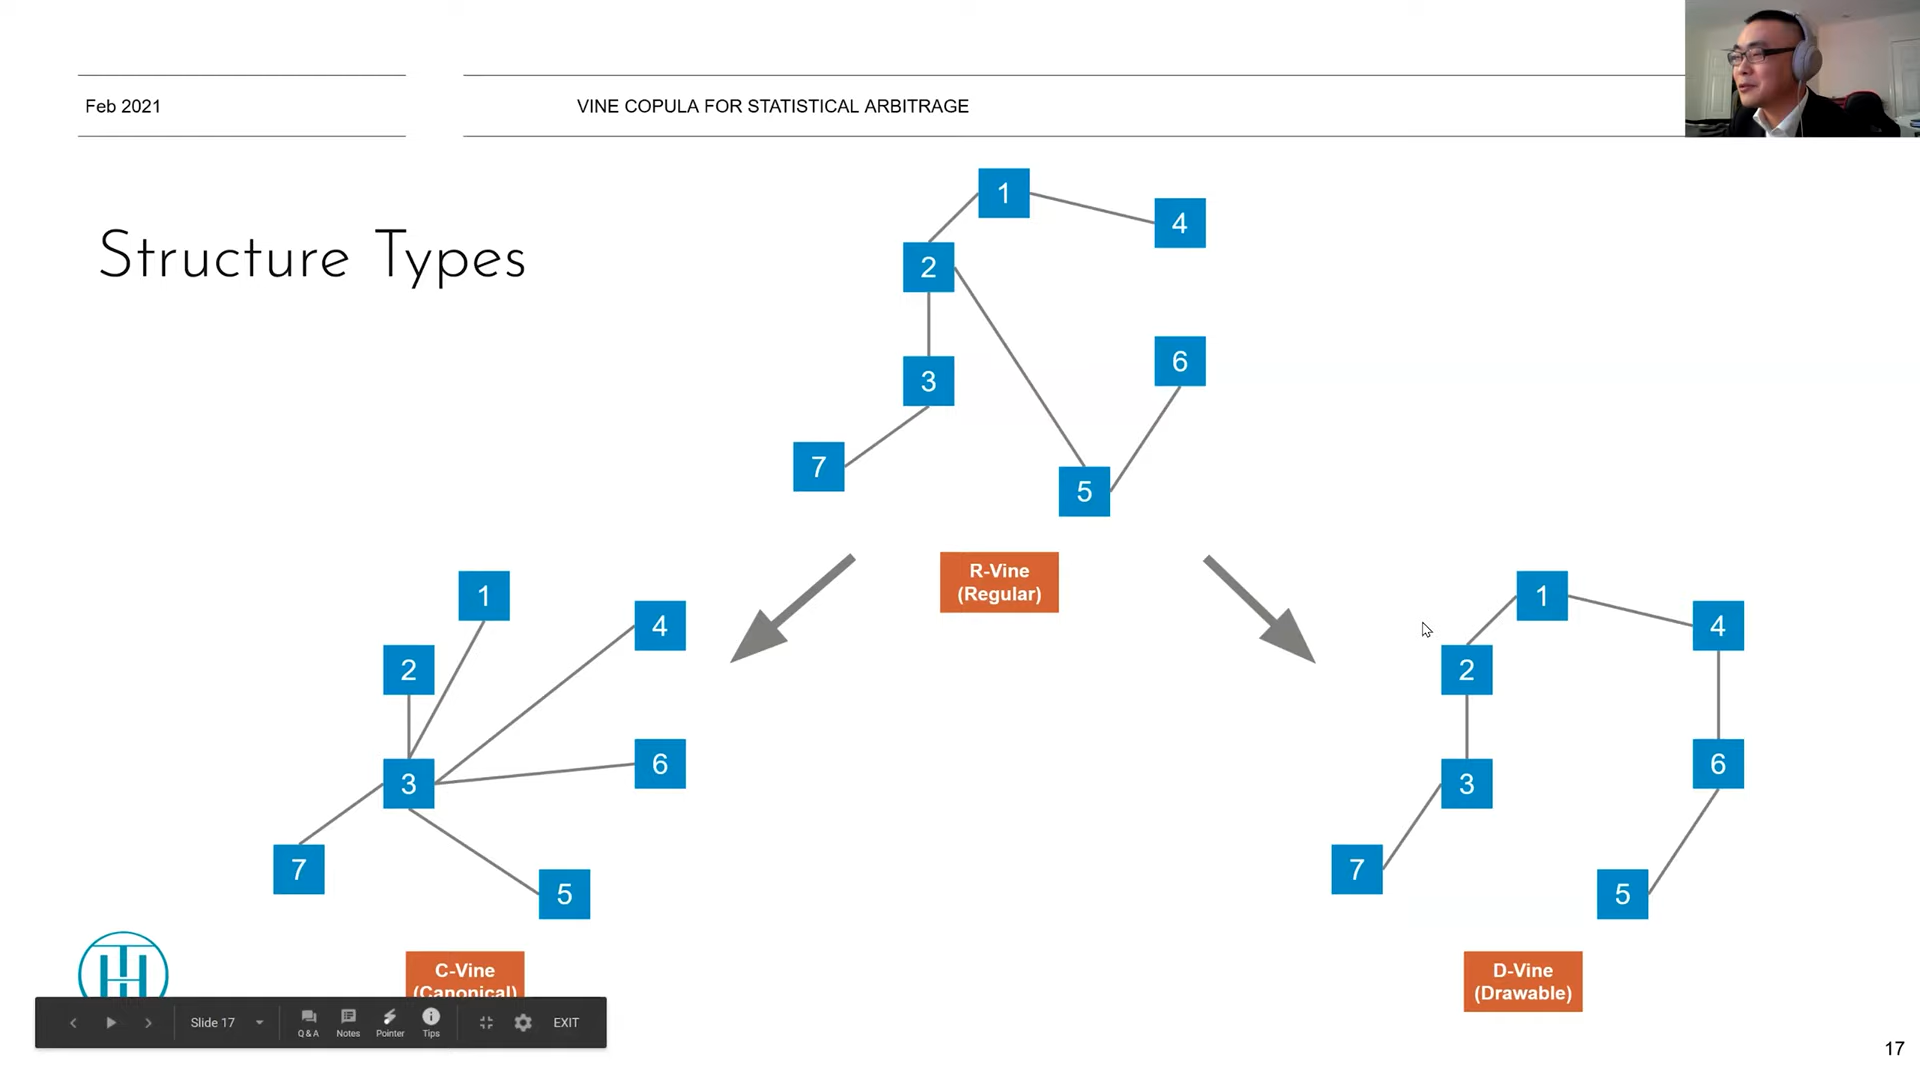 Feb 2021
VINE COPULA FOR STATISTICAL ARBITRAGE
Structure Types
1
4
2
6
3
7
5
R-Vine
(Regular)
1
4
2
6
3
7
5
C-Vine
(Canonical)
1
4
2
6
3
7
5
D-Vine
(Drawable)
Slide 17
Q & A
Notes
Pointer
Tips
EXIT
17